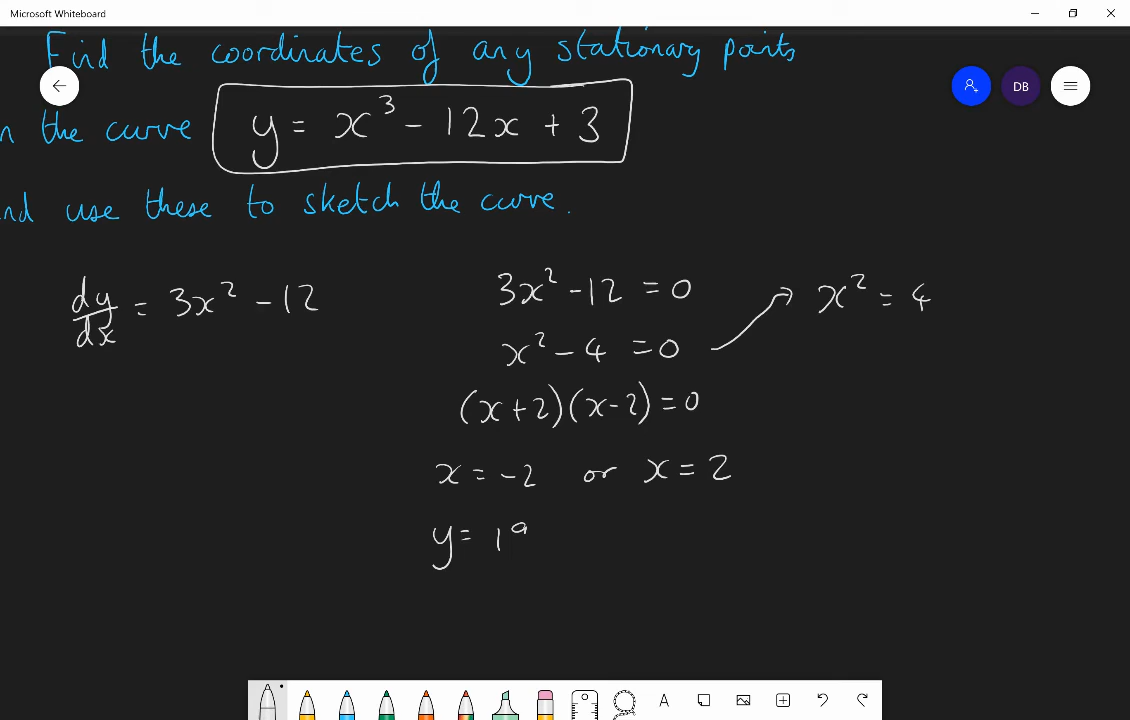 Microsoft Whiteboard
Find the coordinates of any stationary points
n the curve y = x³ - 12x + 3
DB
nd use these to sketch the curve.
dy/dx = 3x² - 12
3x² - 12 = 0
x² = 4
x² - 4 = 0
(x+2)(x-2) = 0
x = -2 or x = 2
y = 19
A